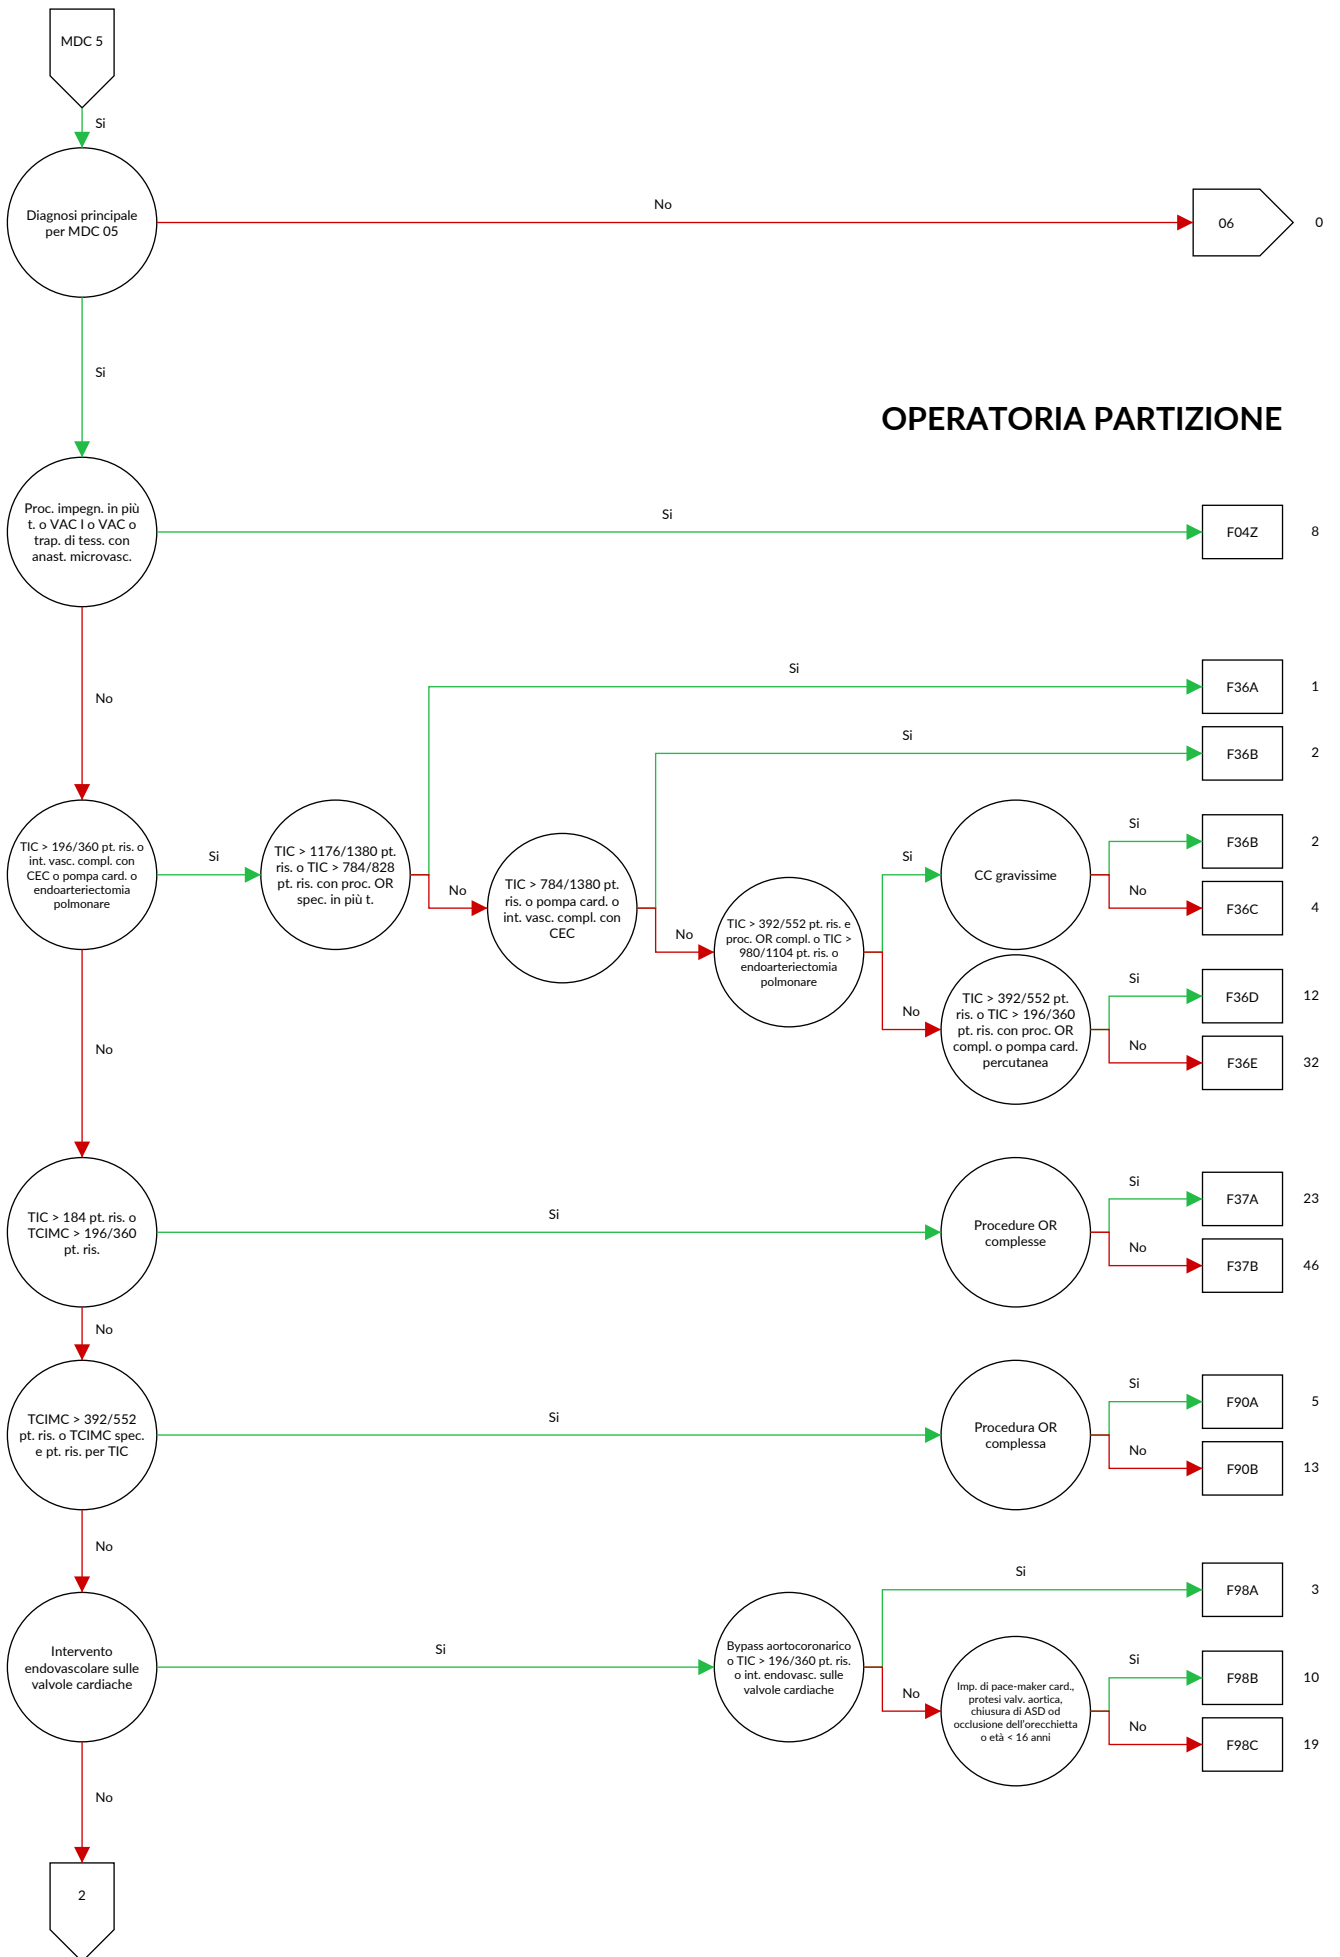 MDC 5
Si
Diagnosi principale
per MDC 05
No
06
0
Si
OPERATORIA PARTIZIONE
Proc. impegn. in più
t. o VAC I o VAC o
trap. di tess. con
anast. microvasc.
Si
F04Z
8
No
Si
F36A
1
Si
F36B
2
TIC > 196/360 pt. ris. o
int. vasc. compl. con
CEC o pompa card. o
endoarteriectomia
polmonare
Si
TIC > 1176/1380 pt.
ris. o TIC > 784/828
pt. ris. con proc. OR
spec. in più t.
No
TIC > 784/1380 pt.
ris. o pompa card. o
int. vasc. compl. con
CEC
No
TIC > 392/552 pt. ris. e
proc. OR compl. o TIC >
980/1104 pt. ris. o
endoarteriectomia
polmonare
Si
CC gravissime
Si
F36B
2
No
F36C
4
No
TIC > 392/552 pt.
ris. o TIC > 196/360
pt. ris. con proc. OR
compl. o pompa card.
percutanea
Si
F36D
12
No
F36E
32
No
TIC > 184 pt. ris. o
TCIMC > 196/360
pt. ris.
Si
Procedure OR
complesse
Si
F37A
23
No
F37B
46
No
TCIMC > 392/552
pt. ris. o TCIMC spec.
e pt. ris. per TIC
Si
Procedura OR
complessa
Si
F90A
5
No
F90B
13
No
Intervento
endovascolare sulle
valvole cardiache
Si
Bypass aortocoronarico
o TIC > 196/360 pt. ris.
o int. endovasc. sulle
valvole cardiache
Si
F98A
3
No
Imp. di pace-maker card.,
protesi valv. aortica,
chiusura di ASD od
occlusione dell'orecchietta
o età < 16 anni
Si
F98B
10
No
F98C
19
No
2